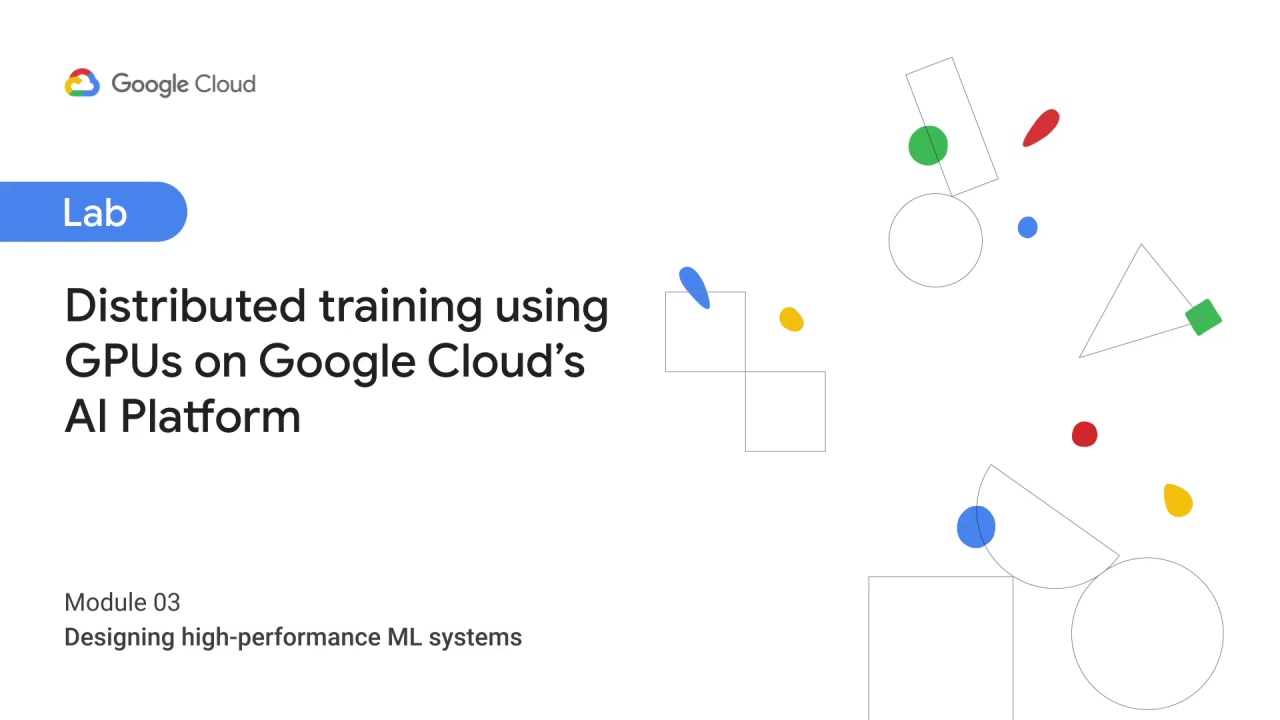 Google Cloud
Lab
Distributed training using
GPUs on Google Cloud’s
AI Platform
Module 03
Designing high-performance ML systems